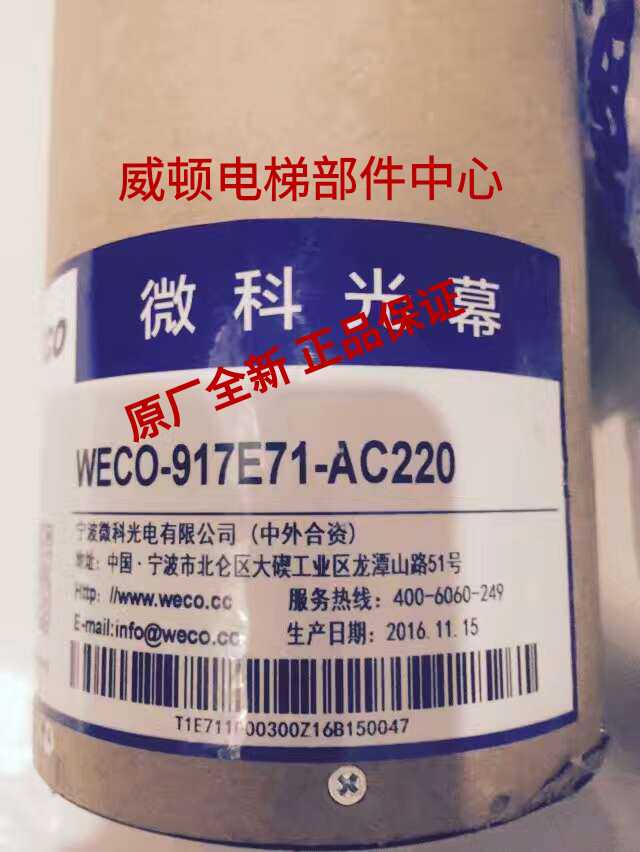 威顿电梯部件中心
微科光幕
CO
原厂全新 正品保证
WECO-917E71-AC220
宁波微科光电有限公司（中外合资）
地址：中国·宁波市北仑区大碶工业区龙潭山路51号
Http: //www.weco.cc 服务热线：400-6060-249
E-mail:info@weco.cc 生产日期：2016.11.15